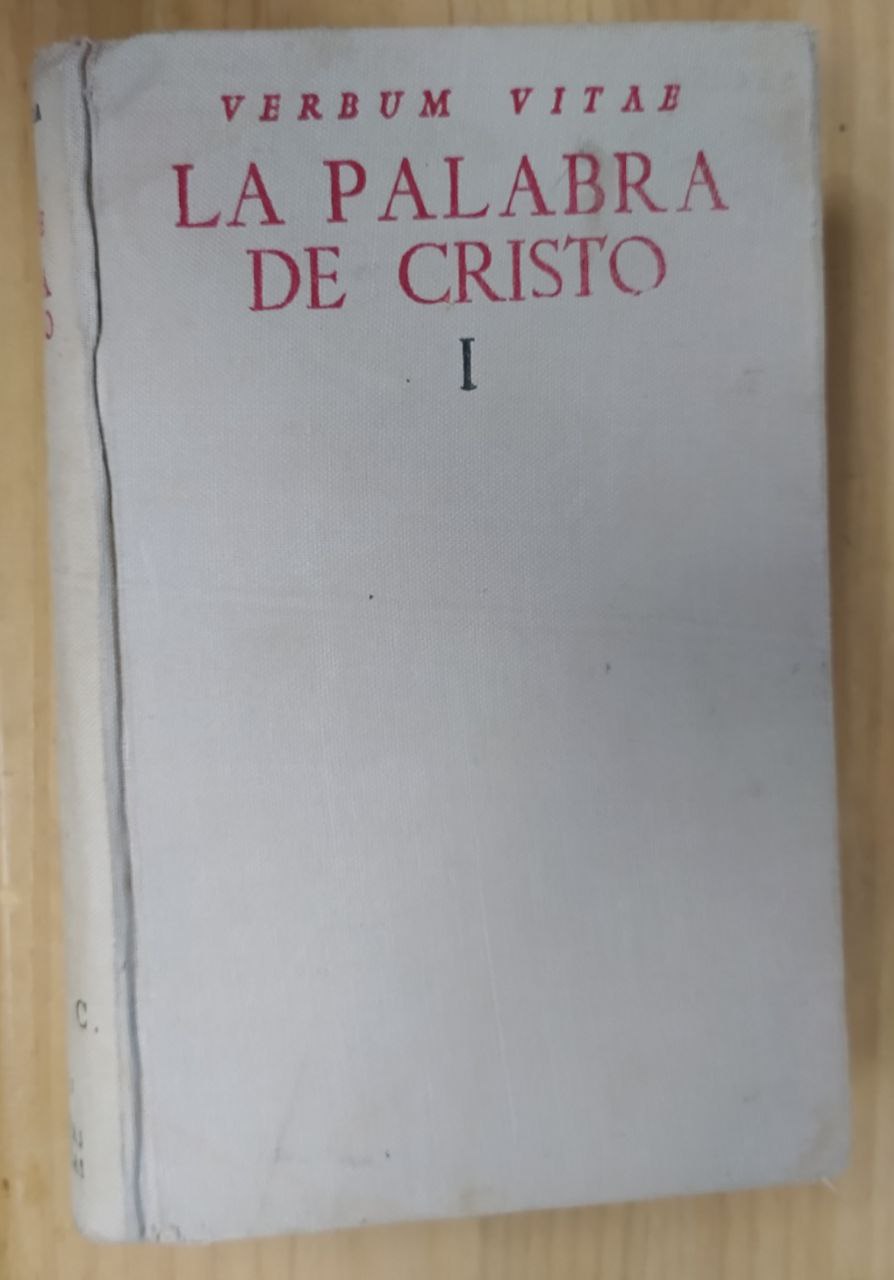 VERBUM VITAE
LA PALABRA
DE CRISTO
I
C.